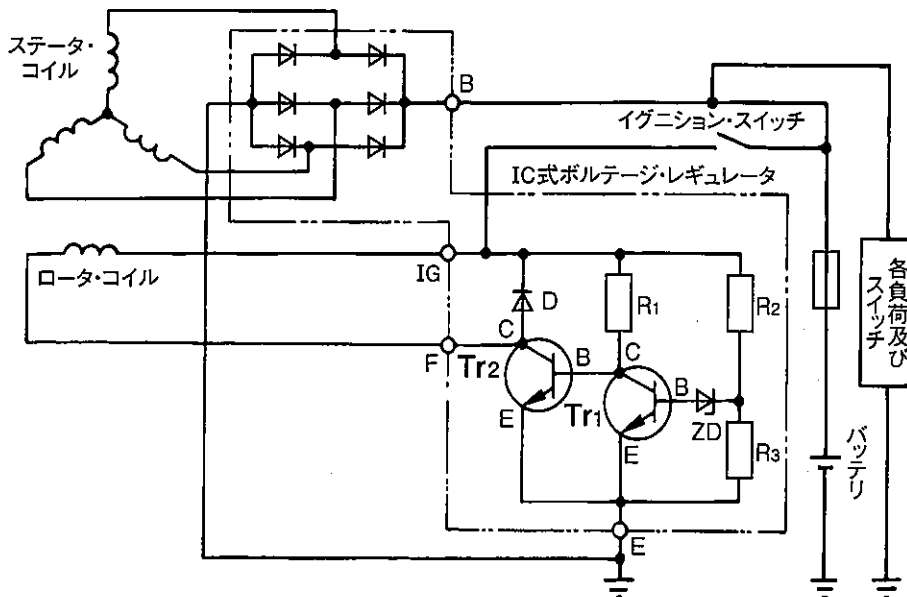 ステータ・
コイル
B
イグニション・スイッチ
IC式ボルテージ・レギュレータ
ロータ・コイル
IG
D
R1
R2
各負荷及び
スイッチ
C
F
Tr2
B
C
E
Tr1
B
ZD
R3
E
バッテリ
E